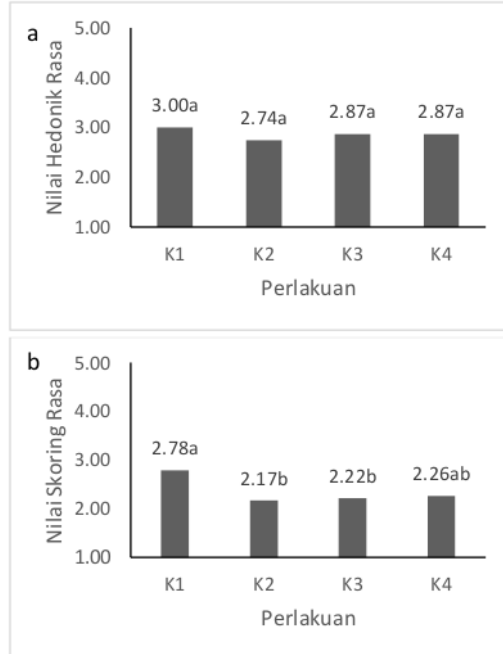 a
Nilai Hedonik Rasa
5.00
4.00
3.00
2.00
1.00
3.00a
2.74a
2.87a
2.87a
K1
K2
K3
K4
Perlakuan
b
Nilai Skoring Rasa
5.00
4.00
3.00
2.00
1.00
2.78a
2.17b
2.22b
2.26ab
K1
K2
K3
K4
Perlakuan